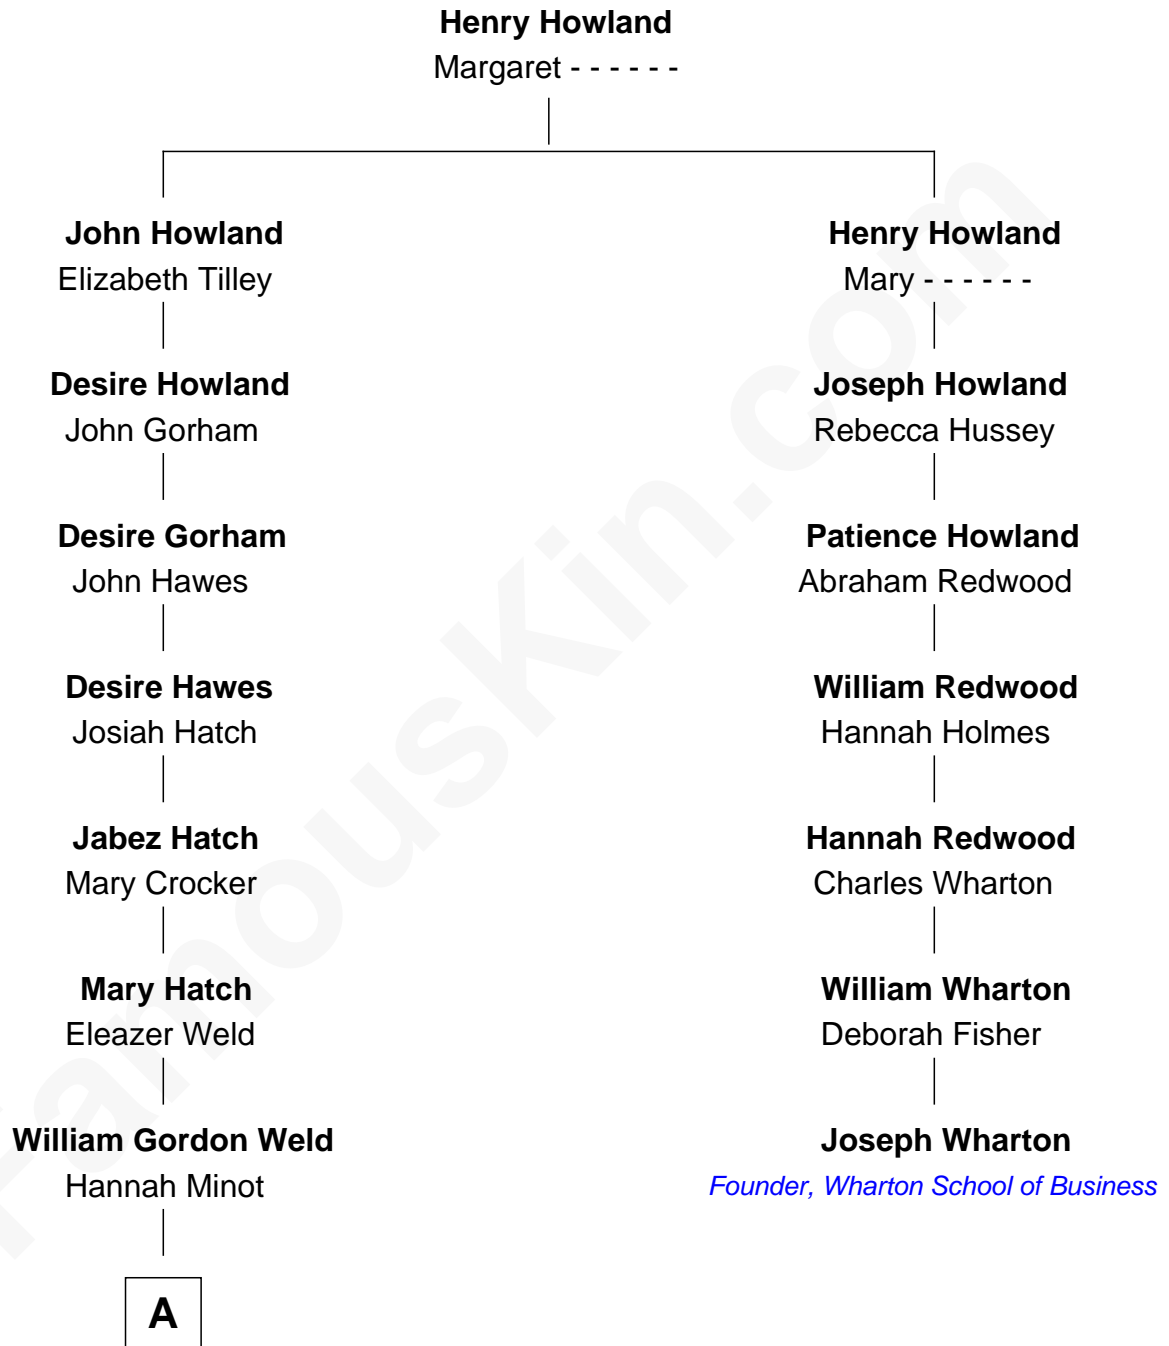 Henry Howland
Margaret - - - - - -
John Howland
Elizabeth Tilley
Desire Howland
John Gorham
Desire Gorham
John Hawes
Desire Hawes
Josiah Hatch
Jabez Hatch
Mary Crocker
Mary Hatch
Eleazer Weld
William Gordon Weld
Hannah Minot
A
Henry Howland
Mary - - - - - -
Joseph Howland
Rebecca Hussey
Patience Howland
Abraham Redwood
William Redwood
Hannah Holmes
Hannah Redwood
Charles Wharton
William Wharton
Deborah Fisher
Joseph Wharton
Founder, Wharton School of Business
FamousKin.com